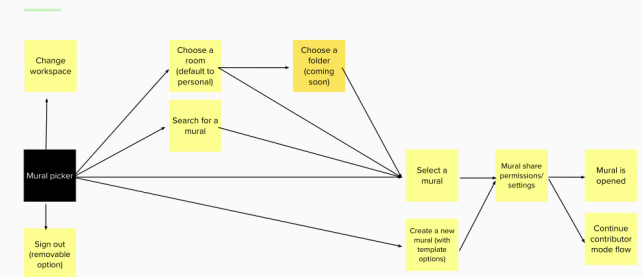 Change
workspace
Choose a
room
(default to
personal)
Choose a
folder
(coming
soon)
Search for a
mural
Mural picker
Select a
mural
Mural share
permissions/
settings
Mural is
opened
Sign out
(removable
option)
Create a new
mural (with
template
options)
Continue
contributor
mode flow